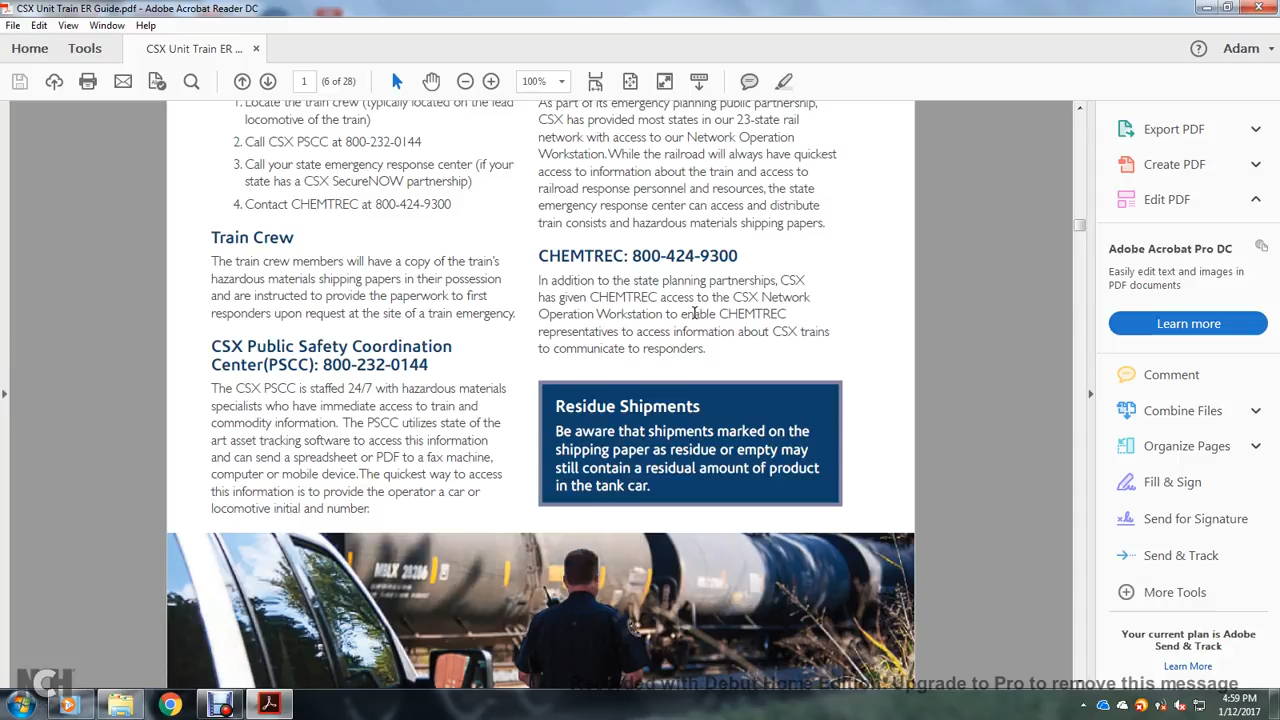 CSX Unit Train ER Guide.pdf - Adobe Acrobat Reader DC
File Edit View Window Help
Home Tools CSX Unit Train ER ... × Adam
1 (6 of 28) 100%
1. Locate the train crew (typically located on the lead
locomotive of the train)
2. Call CSX PSCC at 800-232-0144
3. Call your state emergency response center (if your
state has a CSX SecureNOW partnership)
4. Contact CHEMTREC at 800-424-9300
Train Crew
The train crew members will have a copy of the train's
hazardous materials shipping papers in their possession
and are instructed to provide the paperwork to first
responders upon request at the site of a train emergency.
CSX Public Safety Coordination
Center(PSCC): 800-232-0144
The CSX PSCC is staffed 24/7 with hazardous materials
specialists who have immediate access to train and
commodity information. The PSCC utilizes state of the
art asset tracking software to access this information
and can send a spreadsheet or PDF to a fax machine,
computer or mobile device. The quickest way to access
this information is to provide the operator a car or
locomotive initial and number.
As part of its emergency planning public partnership,
CSX has provided most states in our 23-state rail
network with access to our Network Operation
Workstation. While the railroad will always have quickest
access to information about the train and access to
railroad response personnel and resources, the state
emergency response center can access and distribute
train consists and hazardous materials shipping papers.
CHEMTREC: 800-424-9300
In addition to the state planning partnerships, CSX
has given CHEMTREC access to the CSX Network
Operation Workstation to enable CHEMTREC
representatives to access information about CSX trains
to communicate to responders.
Residue Shipments
Be aware that shipments marked on the
shipping paper as residue or empty may
still contain a residual amount of product
in the tank car.
Export PDF
Create PDF
Edit PDF
Adobe Acrobat Pro DC
Easily edit text and images in
PDF documents
Learn more
Comment
Combine Files
Organize Pages
Fill & Sign
Send for Signature
Send & Track
More Tools
Your current plan is Adobe
Send & Track
Learn More
NCH
Recorded with Debut Home Edition. Upgrade to Pro to remove this message
4:59 PM
1/12/2017